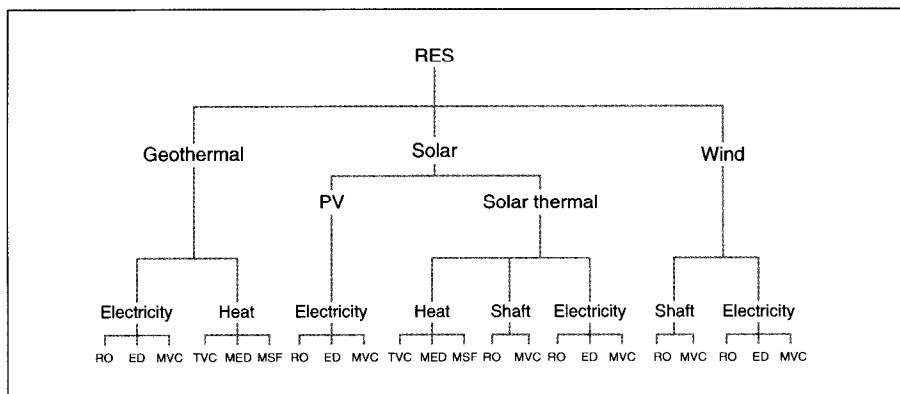 RES
Geothermal Solar Wind
PV Solar thermal
Electricity Heat Electricity Heat Shaft Electricity Shaft Electricity
RO ED MVC TVC MED MSF RO ED MVC TVC MED MSF RO MVC RO ED MVC RO MVC RO ED MVC